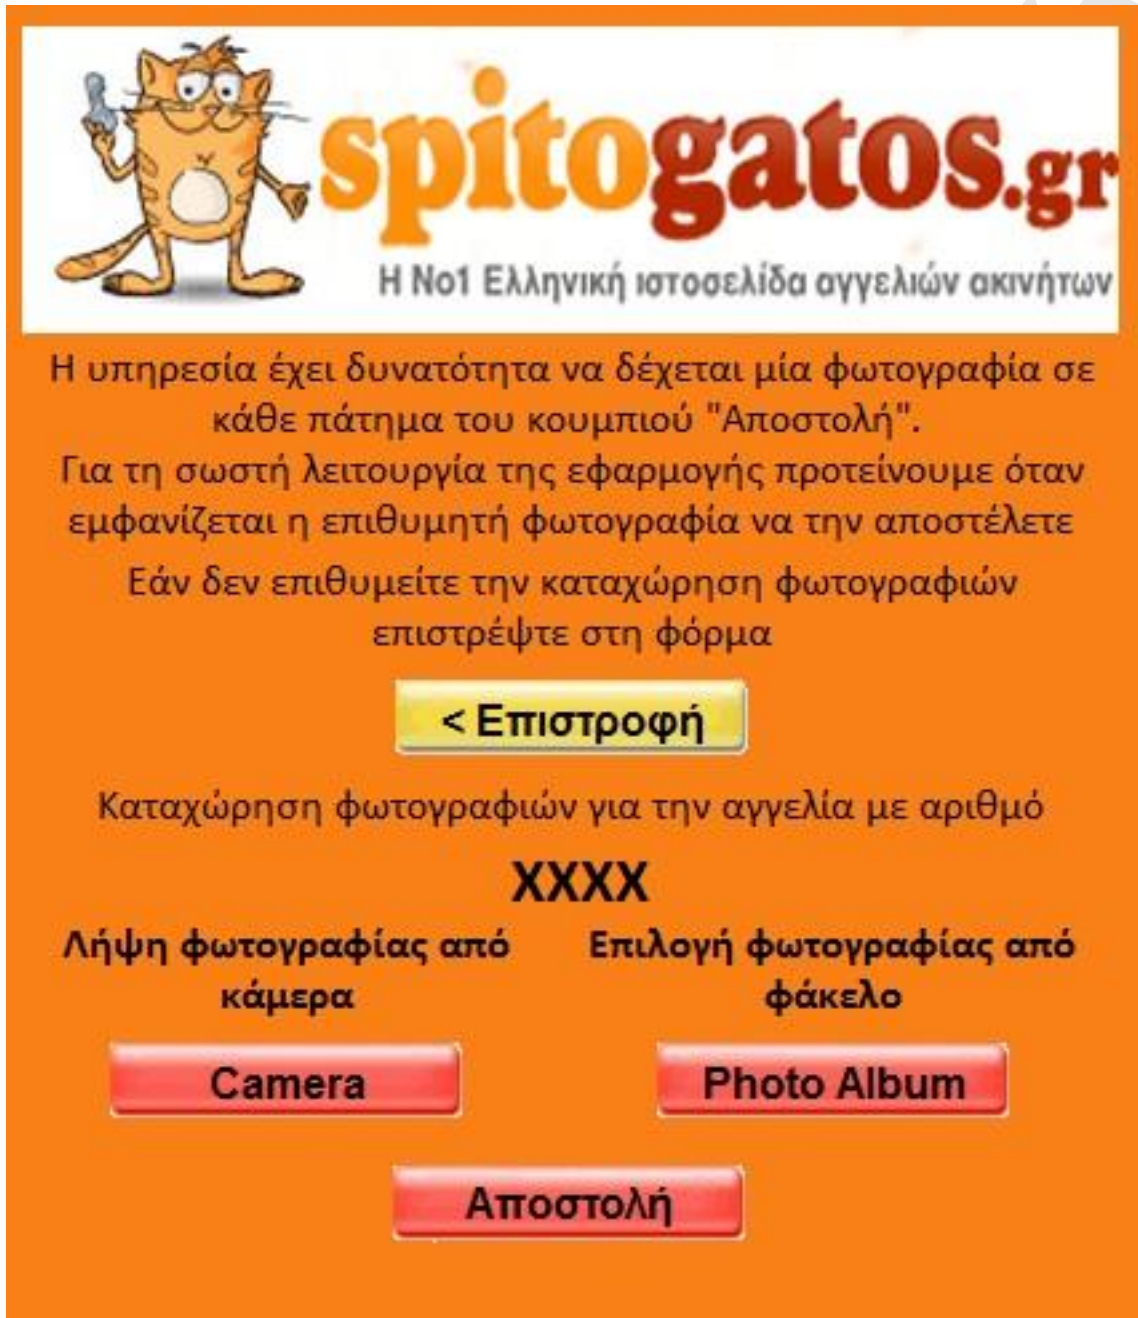 spitogatos.gr
Η Νο1 Ελληνική ιστοσελίδα αγγελιών ακινήτων
Η υπηρεσία έχει δυνατότητα να δέχεται μία φωτογραφία σε
κάθε πάτημα του κουμπιού "Αποστολή".
Για τη σωστή λειτουργία της εφαρμογής προτείνουμε όταν
εμφανίζεται η επιθυμητή φωτογραφία να την αποστέλετε
Εάν δεν επιθυμείτε την καταχώρηση φωτογραφιών
επιστρέψτε στη φόρμα
< Επιστροφή
Καταχώρηση φωτογραφιών για την αγγελία με αριθμό
XXXX
Λήψη φωτογραφίας από
κάμερα
Επιλογή φωτογραφίας από
φάκελο
Camera
Photo Album
Αποστολή